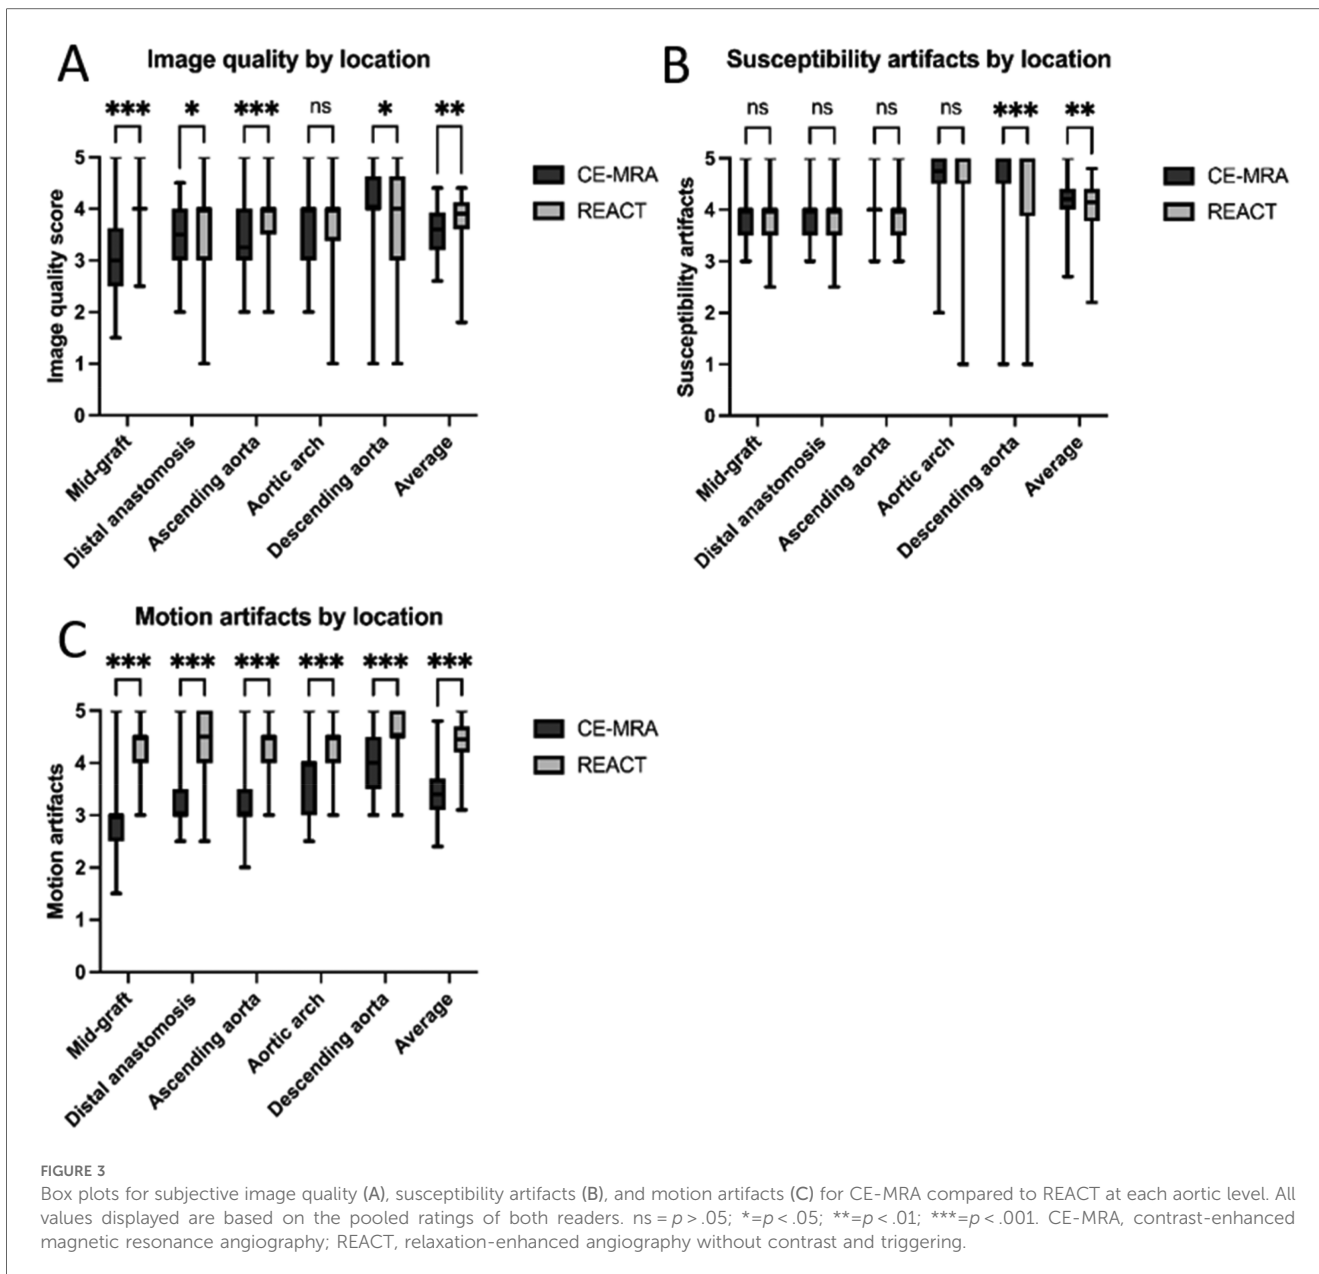 A
Image quality by location
*** * *** ns * **
Image quality score
5
4
3
2
1
0
CE-MRA
REACT
Mid-graft
Distal anastomosis
Ascending aorta
Aortic arch
Descending aorta
Average
B
Susceptibility artifacts by location
ns ns ns ns *** **
Susceptibility artifacts
5
4
3
2
1
0
CE-MRA
REACT
Mid-graft
Distal anastomosis
Ascending aorta
Aortic arch
Descending aorta
Average
C
Motion artifacts by location
*** *** *** *** *** ***
Motion artifacts
5
4
3
2
1
0
CE-MRA
REACT
Mid-graft
Distal anastomosis
Ascending aorta
Aortic arch
Descending aorta
Average
FIGURE 3
Box plots for subjective image quality (A), susceptibility artifacts (B), and motion artifacts (C) for CE-MRA compared to REACT at each aortic level. All
values displayed are based on the pooled ratings of both readers. ns = p > .05; *=p < .05; **=p < .01; ***=p < .001. CE-MRA, contrast-enhanced
magnetic resonance angiography; REACT, relaxation-enhanced angiography without contrast and triggering.